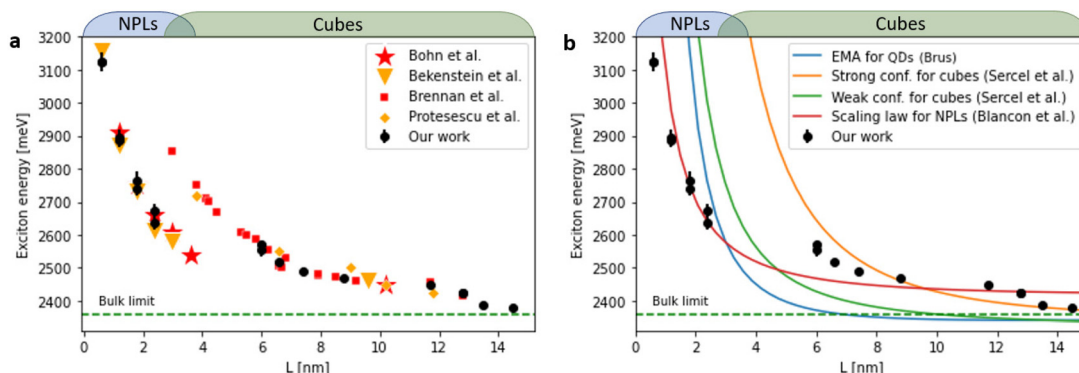 NPLs Cubes NPLs Cubes
a
b
3200
3100
3000
2900
2800
2700
2600
2500
2400
Exciton energy [meV]
Bohn et al.
Bekenstein et al.
Brennan et al.
Protesescu et al.
Our work
Bulk limit
0 2 4 6 8 10 12 14
L [nm]
3200
3100
3000
2900
2800
2700
2600
2500
2400
Exciton energy [meV]
EMA for QDs (Brus)
Strong conf. for cubes (Sercel et al.)
Weak conf. for cubes (Sercel et al.)
Scaling law for NPLs (Blancon et al.)
Our work
Bulk limit
0 2 4 6 8 10 12 14
L [nm]